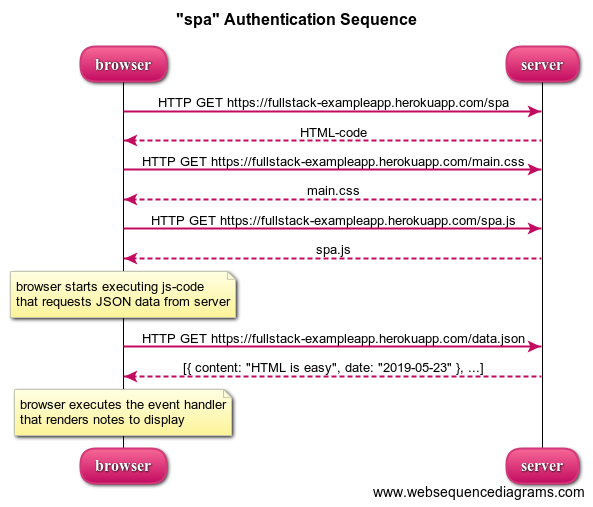 "spa" Authentication Sequence
browser
server
HTTP GET https://fullstack-exampleapp.herokuapp.com/spa
HTML-code
HTTP GET https://fullstack-exampleapp.herokuapp.com/main.css
main.css
HTTP GET https://fullstack-exampleapp.herokuapp.com/spa.js
spa.js
browser starts executing js-code
that requests JSON data from server
HTTP GET https://fullstack-exampleapp.herokuapp.com/data.json
[{ content: "HTML is easy", date: "2019-05-23" }, ...]
browser executes the event handler
that renders notes to display
browser
server
www.websequencediagrams.com